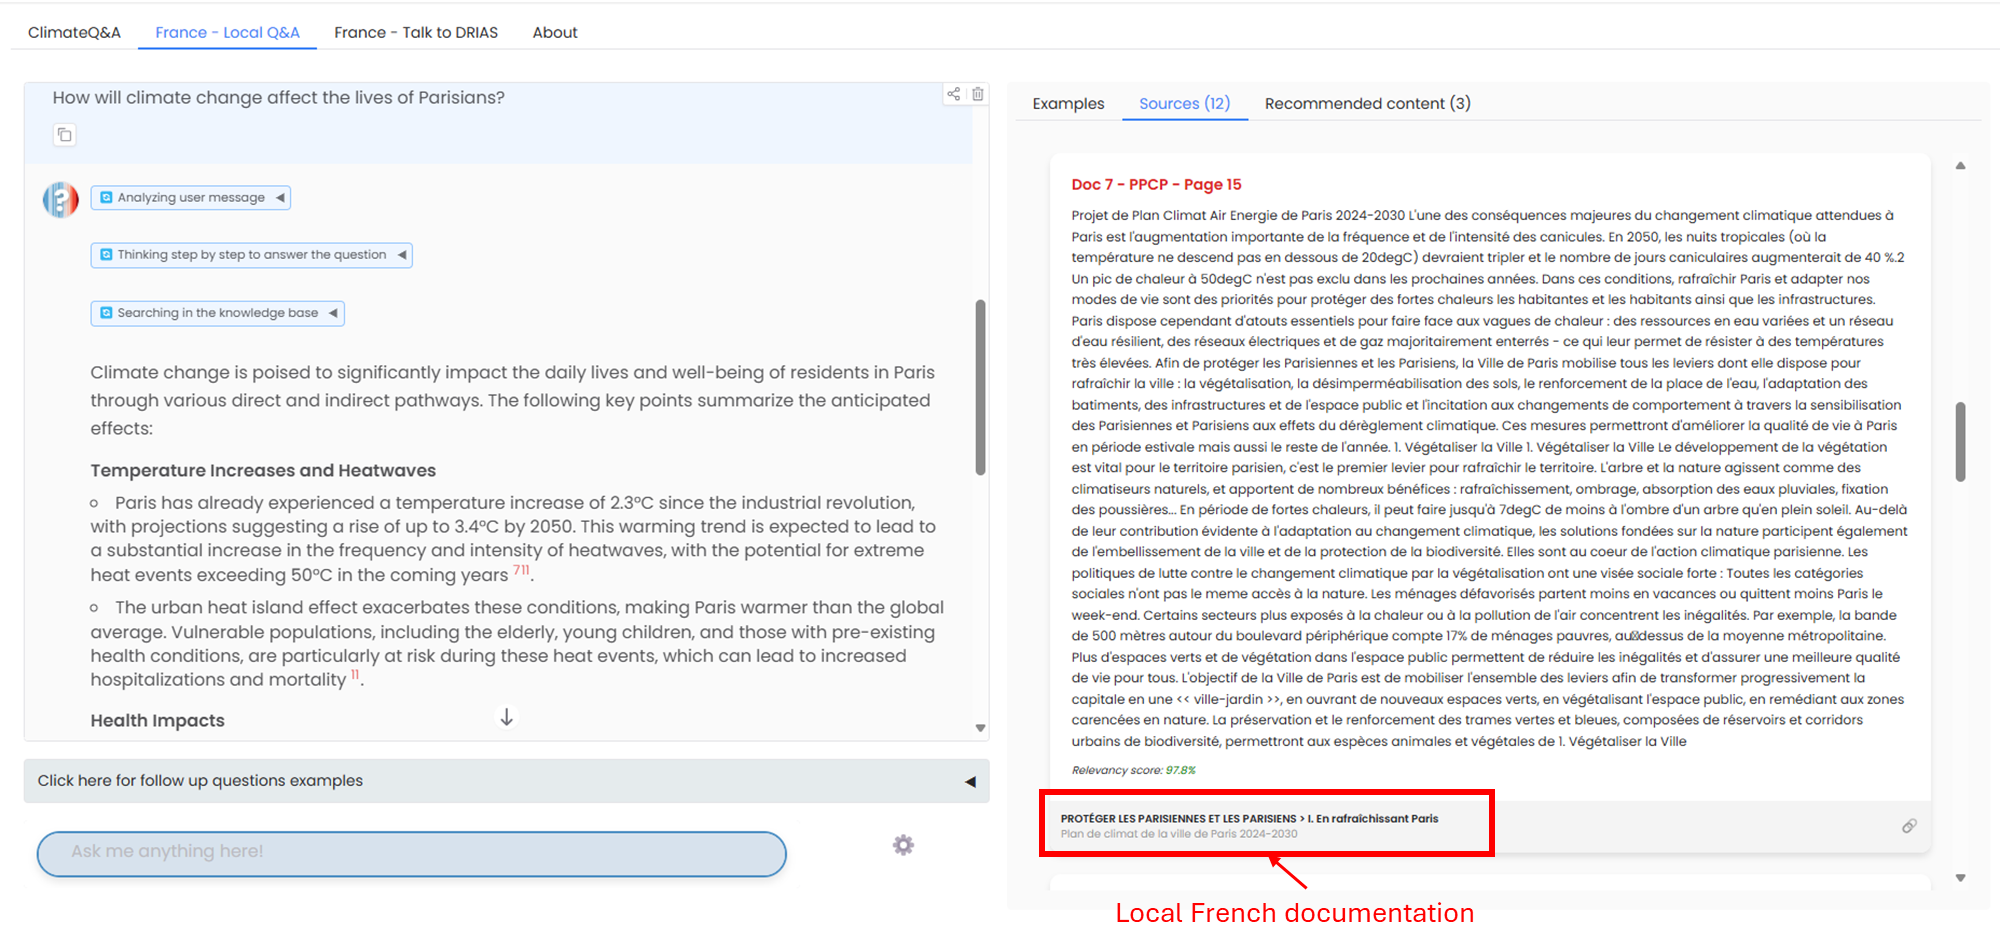 ClimateQ&A
France - Local Q&A
France - Talk to DRIAS
About
How will climate change affect the lives of Parisians?
Analyzing user message
Thinking step by step to answer the question
Searching in the knowledge base
Climate change is poised to significantly impact the daily lives and well-being of residents in Paris
through various direct and indirect pathways. The following key points summarize the anticipated
effects:
Temperature Increases and Heatwaves
Paris has already experienced a temperature increase of 2.3°C since the industrial revolution,
with projections suggesting a rise of up to 3.4°C by 2050. This warming trend is expected to lead to
a substantial increase in the frequency and intensity of heatwaves, with the potential for extreme
heat events exceeding 50°C in the coming years 7 11.
The urban heat island effect exacerbates these conditions, making Paris warmer than the global
average. Vulnerable populations, including the elderly, young children, and those with pre-existing
health conditions, are particularly at risk during these heat events, which can lead to increased
hospitalizations and mortality 11.
Health Impacts
Click here for follow up questions examples
Ask me anything here!
Examples
Sources (12)
Recommended content (3)
Doc 7 - PPCP - Page 15
Projet de Plan Climat Air Energie de Paris 2024-2030 L'une des conséquences majeures du changement climatique attendues à
Paris est l'augmentation importante de la fréquence et de l'intensité des canicules. En 2050, les nuits tropicales (où la
température ne descend pas en dessous de 20degC) devraient tripler et le nombre de jours caniculaires augmenterait de 40 %.2
Un pic de chaleur à 50degC n'est pas exclu dans les prochaines années. Dans ces conditions, rafraîchir Paris et adapter nos
modes de vie sont des priorités pour protéger des fortes chaleurs les habitantes et les habitants ainsi que les infrastructures.
Paris dispose cependant d'atouts essentiels pour faire face aux vagues de chaleur : des ressources en eau variées et un réseau
d'eau résilient, des réseaux électriques et de gaz majoritairement enterrés - ce qui leur permet de résister à des températures
très élevées. Afin de protéger les Parisiennes et les Parisiens, la Ville de Paris mobilise tous les leviers dont elle dispose pour
rafraîchir la ville : la végétalisation, la désimperméabilisation des sols, le renforcement de la place de l'eau, l'adaptation des
batiments, des infrastructures et de l'espace public et l'incitation aux changements de comportement à travers la sensibilisation
des Parisiennes et Parisiens aux effets du dérèglement climatique. Ces mesures permettront d'améliorer la qualité de vie à Paris
en période estivale mais aussi le reste de l'année. 1. Végétaliser la Ville 1. Végétaliser la Ville Le développement de la végétation
est vital pour le territoire parisien, c'est le premier levier pour rafraîchir le territoire. L'arbre et la nature agissent comme des
climatiseurs naturels, et apportent de nombreux bénéfices : rafraîchissement, ombrage, absorption des eaux pluviales, fixation
des poussières... En période de fortes chaleurs, il peut faire jusqu'à 7degC de moins à l'ombre d'un arbre qu'en plein soleil. Au-delà
de leur contribution évidente à l'adaptation au changement climatique, les solutions fondées sur la nature participent également
de l'embellissement de la ville et de la protection de la biodiversité. Elles sont au coeur de l'action climatique parisienne. Les
politiques de lutte contre le changement climatique par la végétalisation ont une visée sociale forte : Toutes les catégories
sociales n'ont pas le meme accès à la nature. Les ménages défavorisés partent moins en vacances ou quittent moins Paris le
week-end. Certains secteurs plus exposés à la chaleur ou à la pollution de l'air concentrent les inégalités. Par exemple, la bande
de 500 mètres autour du boulevard périphérique compte 17% de ménages pauvres, au dessus de la moyenne métropolitaine.
Plus d'espaces verts et de végétation dans l'espace public permettent de réduire les inégalités et d'assurer une meilleure qualité
de vie pour tous. L'objectif de la Ville de Paris est de mobiliser l'ensemble des leviers afin de transformer progressivement la
capitale en une << ville-jardin >>, en ouvrant de nouveaux espaces verts, en végétalisant l'espace public, en remédiant aux zones
carencées en nature. La préservation et le renforcement des trames vertes et bleues, composées de réservoirs et corridors
urbains de biodiversité, permettront aux espèces animales et végétales de 1. Végétaliser la Ville
Relevancy score: 97.8%
PROTÉGER LES PARISIENNES ET LES PARISIENS > I. En rafraîchissant Paris
Plan de climat de la ville de Paris 2024-2030
Local French documentation